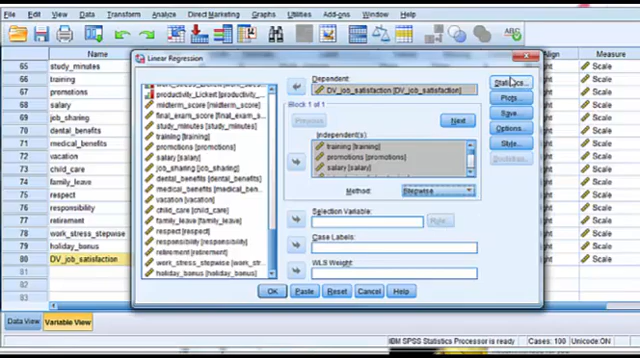 File Edit View Data Transform Analyze Direct Marketing Graphs Utilities Add-ons Window Help
Name Align Measure
65 study_minutes Scale
66 training Scale
67 promotions Scale
68 salary Scale
69 job_sharing Scale
70 dental_benefits Scale
71 medical_benefits Scale
72 vacation Scale
73 child_care Scale
74 family_leave Scale
75 respect Scale
76 responsibility Scale
77 retirement Scale
78 work_stress_stepwise Scale
79 holiday_bonus Scale
80 DV_job_satisfaction Scale
81
82
83
Linear Regression
productivity_Likert [productivity_...
midterm_score [midterm_score]
final_exam_score [final_exam_s...
study_minutes [study_minutes]
training [training]
promotions [promotions]
salary [salary]
job_sharing [job_sharing]
dental_benefits [dental_benefits]
medical_benefits [medical_bene...
vacation [vacation]
child_care [child_care]
family_leave [family_leave]
respect [respect]
responsibility [responsibility]
retirement [retirement]
work_stress_stepwise [work_str...
holiday_bonus [holiday_bonus]
Dependent:
DV_job_satisfaction [DV_job_satisfaction]
Block 1 of 1
Previous Next
Independent(s):
training [training]
promotions [promotions]
salary [salary]
Method: Stepwise
Selection Variable:
Rule...
Case Labels:
WLS Weight:
Statistics...
Plots...
Save...
Options...
Style...
Bootstrap...
OK Paste Reset Cancel Help
Data View Variable View
IBM SPSS Statistics Processor is ready Cases: 100 Unicode:ON